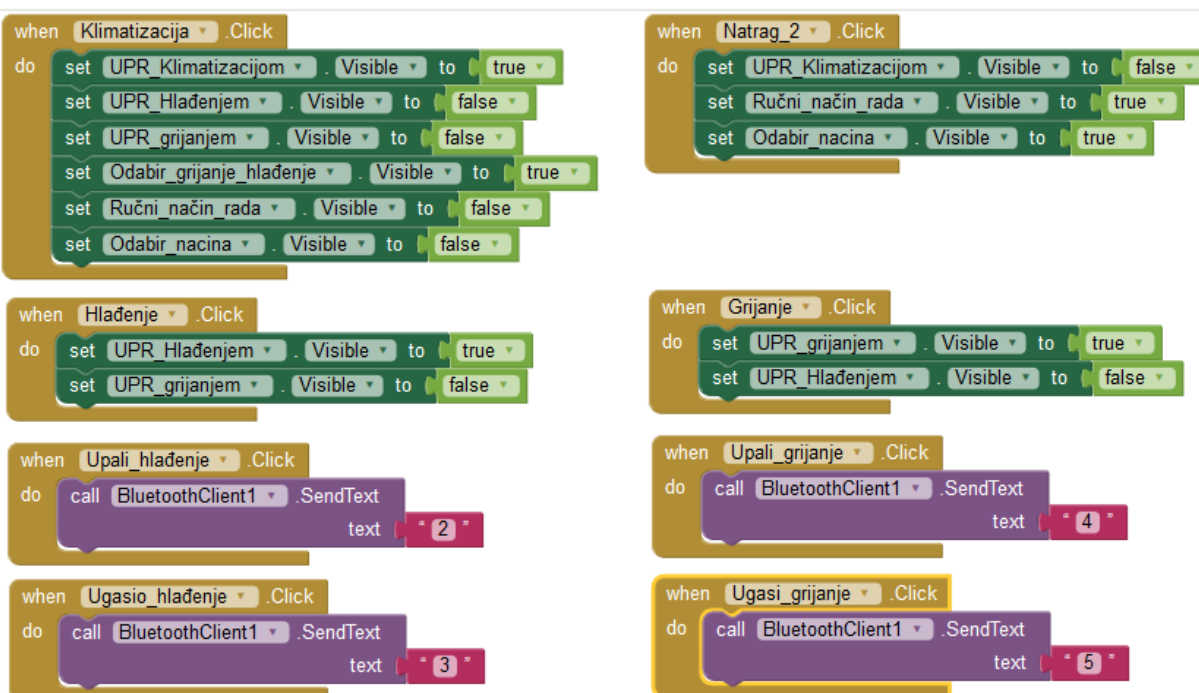 when Klimatizacija .Click
do set UPR_Klimatizacijom . Visible to true
set UPR_Hlađenjem . Visible to false
set UPR_grijanjem . Visible to false
set Odabir_grijanje_hlađenje . Visible to true
set Ručni_način_rada . Visible to false
set Odabir_nacina . Visible to false
when Natrag_2 .Click
do set UPR_Klimatizacijom . Visible to false
set Ručni_način_rada . Visible to true
set Odabir_nacina . Visible to true
when Hlađenje .Click
do set UPR_Hlađenjem . Visible to true
set UPR_grijanjem . Visible to false
when Grijanje .Click
do set UPR_grijanjem . Visible to true
set UPR_Hlađenjem . Visible to false
when Upali_hlađenje .Click
do call BluetoothClient1 .SendText
text " 2 "
when Upali_grijanje .Click
do call BluetoothClient1 .SendText
text " 4 "
when Ugasio_hlađenje .Click
do call BluetoothClient1 .SendText
text " 3 "
when Ugasi_grijanje .Click
do call BluetoothClient1 .SendText
text " 5 "